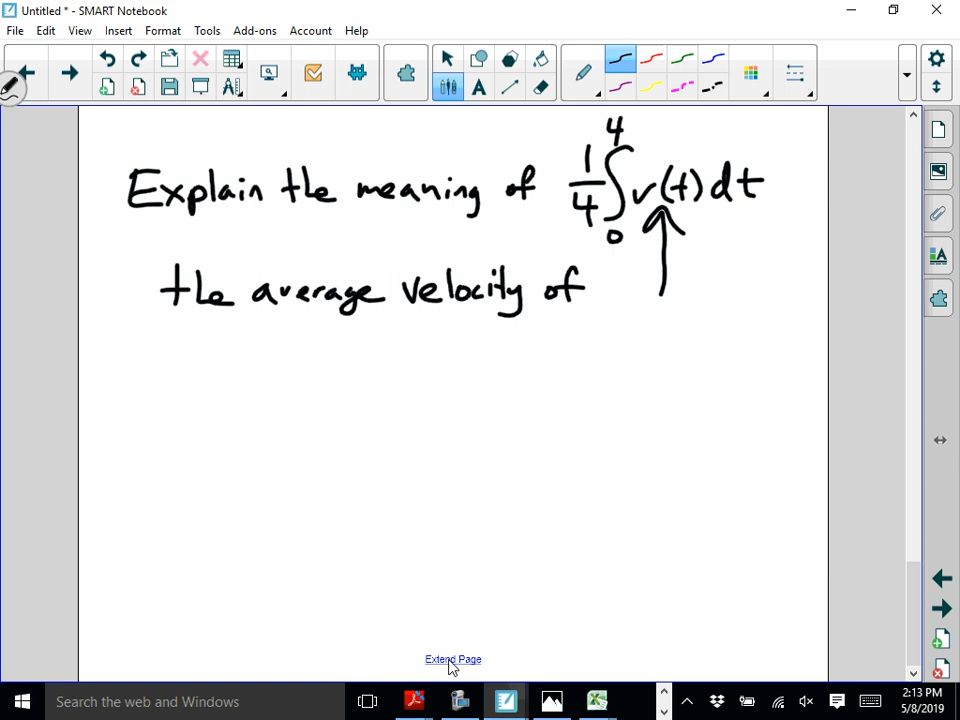 Untitled * - SMART Notebook
File Edit View Insert Format Tools Add-ons Account Help
Explain the meaning of 1/4 ∫₀⁴ v(t) dt
the average velocity of
Extend Page
Search the web and Windows
2:13 PM
5/8/2019